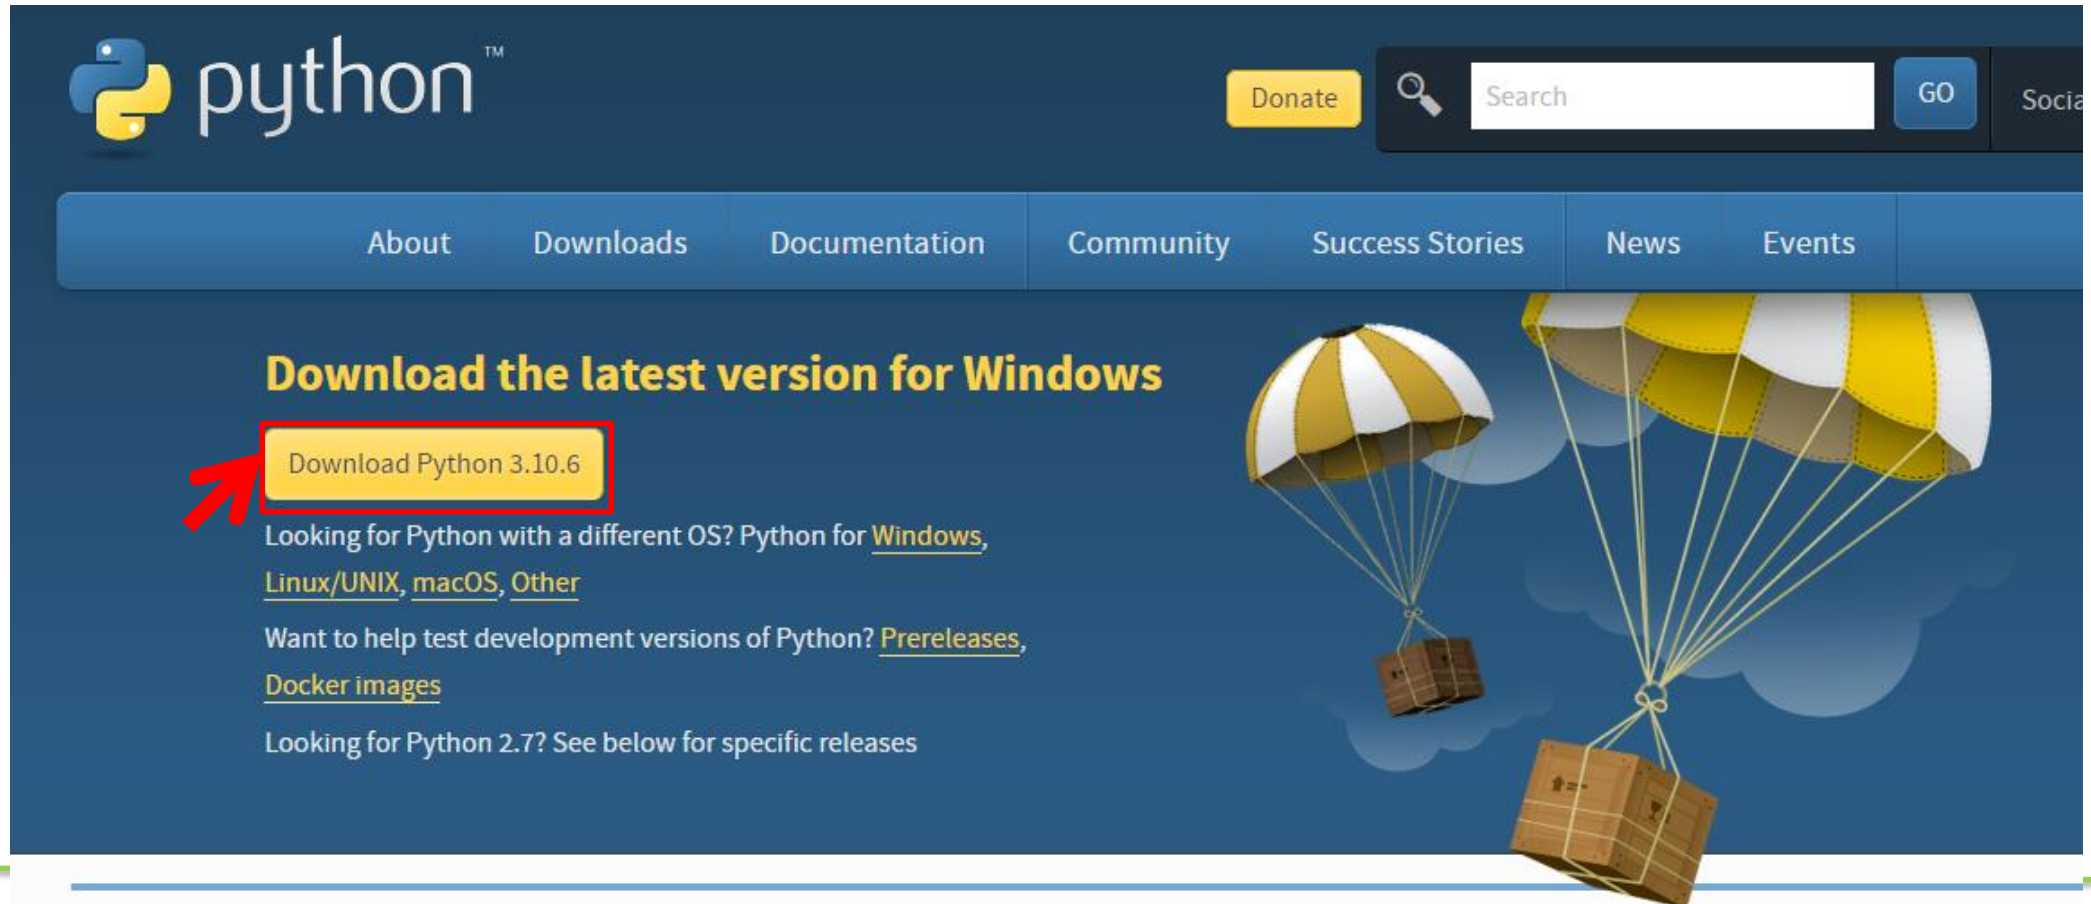 python™
Donate
Search
GO
Socia
About Downloads Documentation Community Success Stories News Events
Download the latest version for Windows
Download Python 3.10.6
Looking for Python with a different OS? Python for Windows,
Linux/UNIX, macOS, Other
Want to help test development versions of Python? Prereleases,
Docker images
Looking for Python 2.7? See below for specific releases